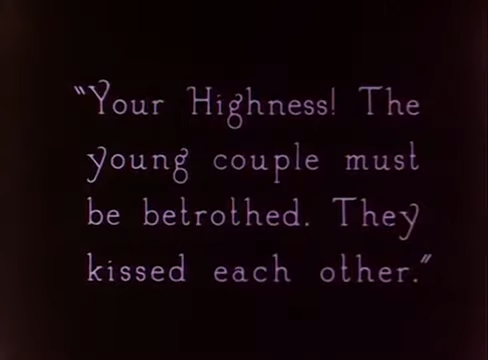 "Your Highness! The
young couple must
be betrothed. They
kissed each other."